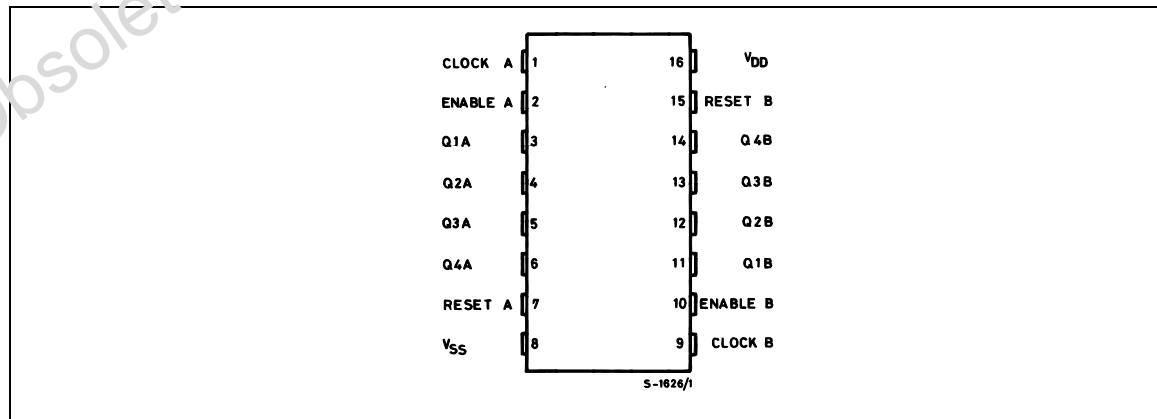 CLOCK A 1 16 VDD
ENABLE A 2 15 RESET B
Q1A 3 14 Q4B
Q2A 4 13 Q3B
Q3A 5 12 Q2B
Q4A 6 11 Q1B
RESET A 7 10 ENABLE B
VSS 8 9 CLOCK B
S-1626/1